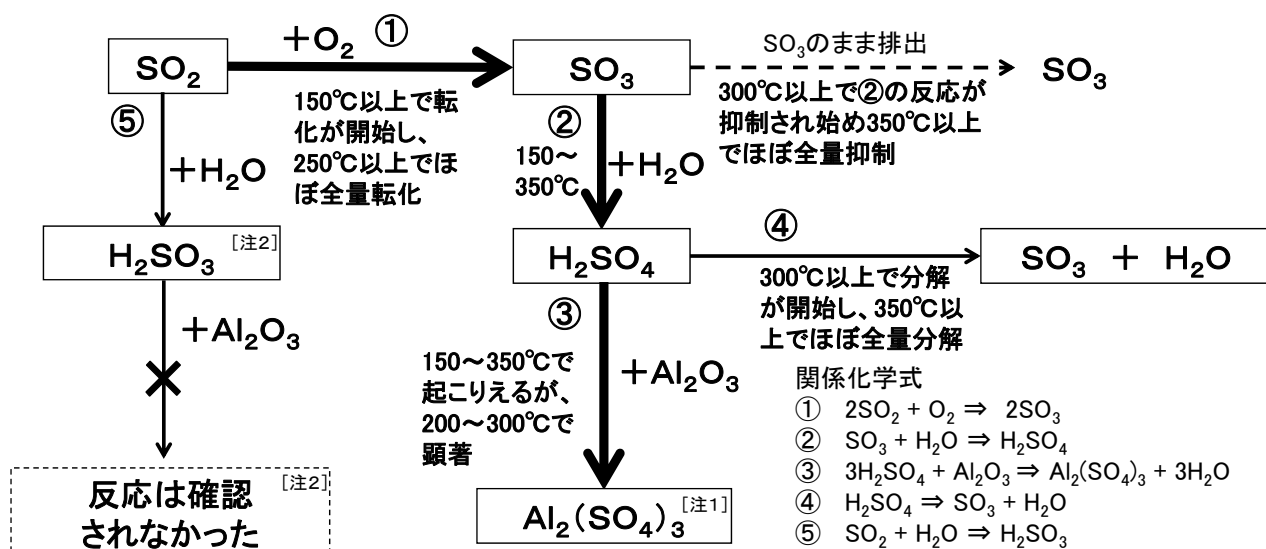 SO₂
+O₂ ①
150℃以上で転
化が開始し、
250℃以上でほ
ぼ全量転化
SO₃
SO₃のまま排出
SO₃
300℃以上で②の反応が
抑制され始め350℃以上
でほぼ全量抑制
⑤
+H₂O
②
150～
350℃
+H₂O
H₂SO₃ [注2]
H₂SO₄
④
300℃以上で分解
が開始し、350℃以
上でほぼ全量分解
SO₃ + H₂O
+Al₂O₃
③
150～350℃で
起こりえるが、
200～300℃で
顕著
+Al₂O₃
反応は確認 [注2]
されなかった
Al₂(SO₄)₃ [注1]
関係化学式
① 2SO₂ + O₂ ⇒ 2SO₃
② SO₃ + H₂O ⇒ H₂SO₄
③ 3H₂SO₄ + Al₂O₃ ⇒ Al₂(SO₄)₃ + 3H₂O
④ H₂SO₄ ⇒ SO₃ + H₂O
⑤ SO₂ + H₂O ⇒ H₂SO₃